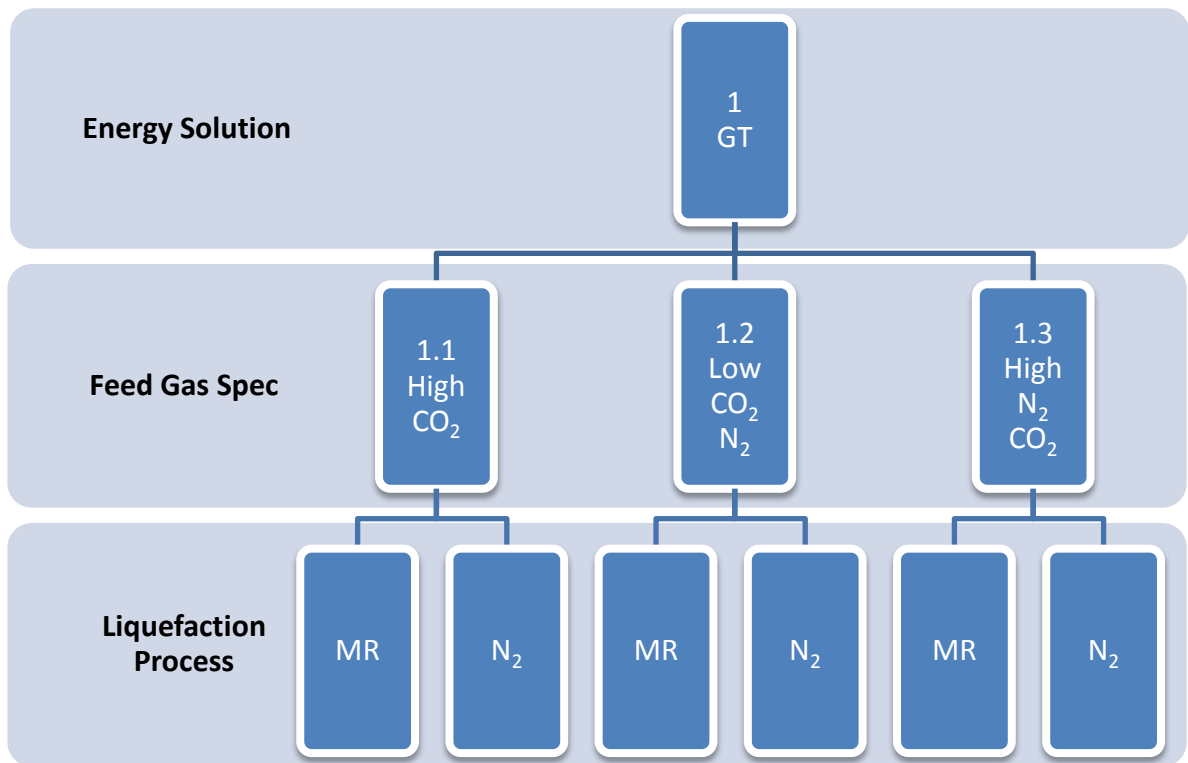 Energy Solution
1
GT
Feed Gas Spec
1.1
High
CO₂
1.2
Low
CO₂
N₂
1.3
High
N₂
CO₂
Liquefaction
Process
MR
N₂
MR
N₂
MR
N₂